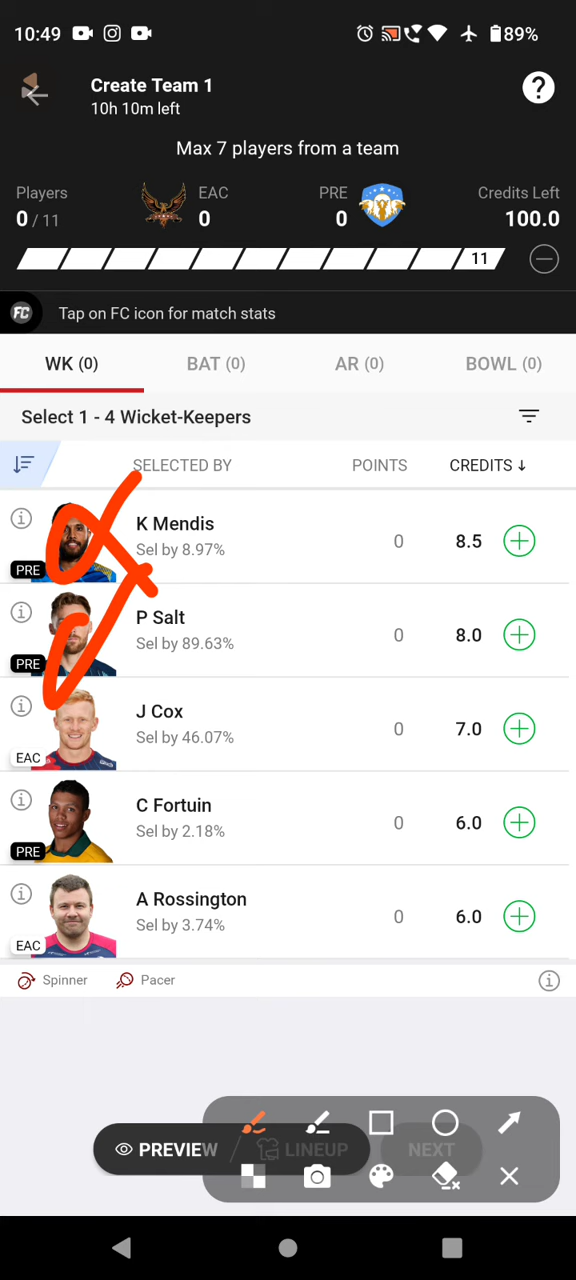 10:49 89%
Create Team 1
10h 10m left
?
Max 7 players from a team
Players EAC PRE Credits Left
0 / 11 0 0 100.0
11
FC Tap on FC icon for match stats
WK (0) BAT (0) AR (0) BOWL (0)
Select 1 - 4 Wicket-Keepers
SELECTED BY POINTS CREDITS ↓
K Mendis
Sel by 8.97% 0 8.5
PRE
P Salt
Sel by 89.63% 0 8.0
PRE
J Cox
Sel by 46.07% 0 7.0
EAC
C Fortuin
Sel by 2.18% 0 6.0
PRE
A Rossington
Sel by 3.74% 0 6.0
EAC
Spinner Pacer
PREVIEW LINEUP NEXT